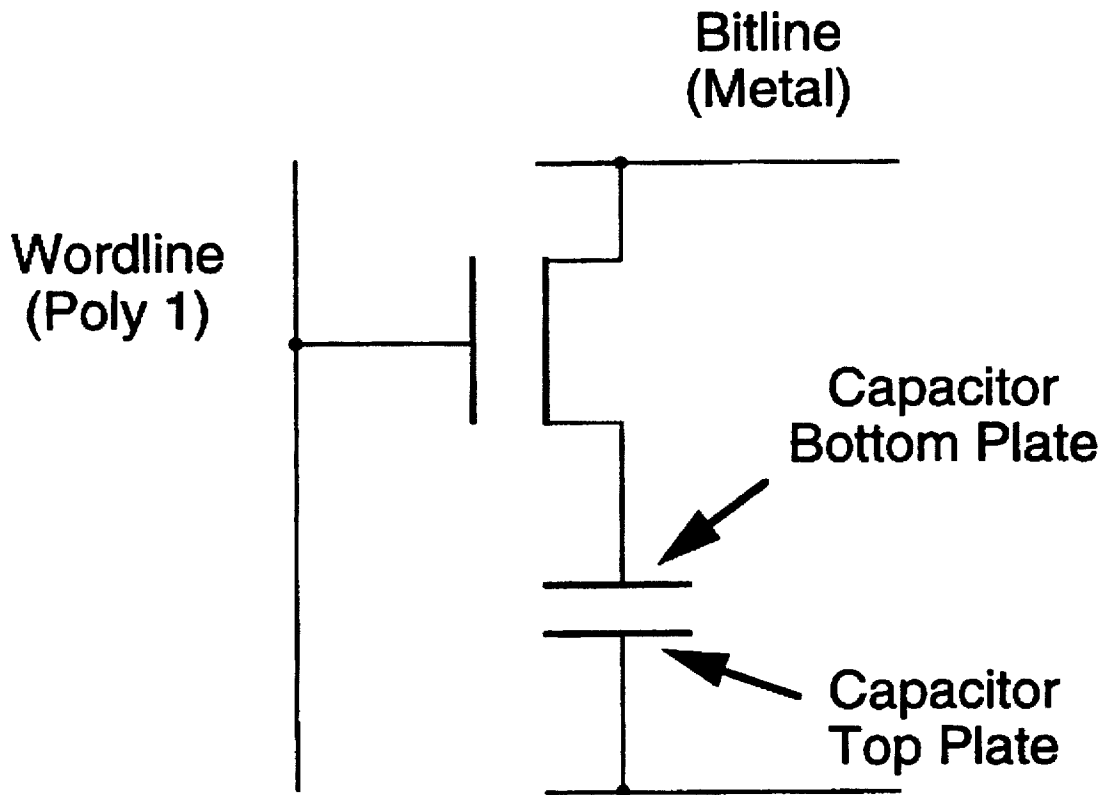 Bitline
(Metal)
Wordline
(Poly 1)
Capacitor
Bottom Plate
Capacitor
Top Plate